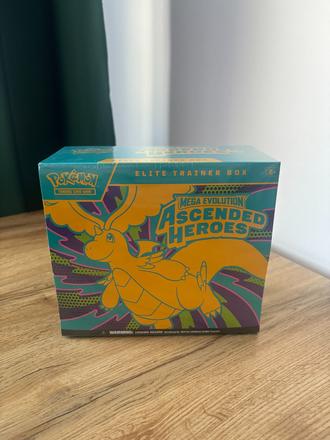 POKÉMON
TRADING CARD GAME
ELITE TRAINER BOX
MEGA EVOLUTION
ASCENDED
HEROES
WARNING: